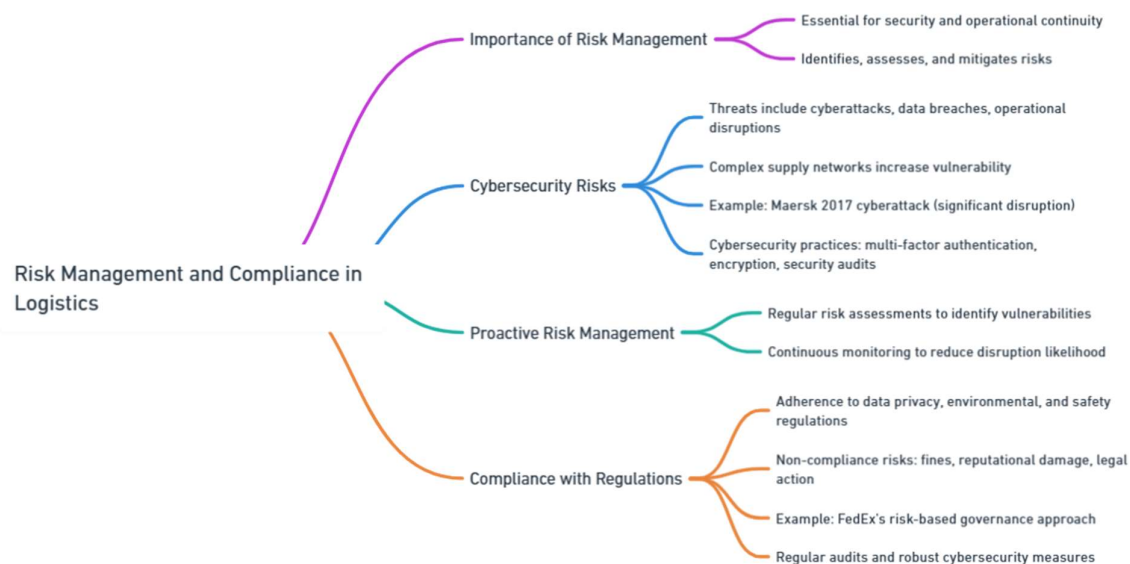 Risk Management and Compliance in
Logistics
Importance of Risk Management
Essential for security and operational continuity
Identifies, assesses, and mitigates risks
Cybersecurity Risks
Threats include cyberattacks, data breaches, operational
disruptions
Complex supply networks increase vulnerability
Example: Maersk 2017 cyberattack (significant disruption)
Cybersecurity practices: multi-factor authentication,
encryption, security audits
Proactive Risk Management
Regular risk assessments to identify vulnerabilities
Continuous monitoring to reduce disruption likelihood
Compliance with Regulations
Adherence to data privacy, environmental, and safety
regulations
Non-compliance risks: fines, reputational damage, legal
action
Example: FedEx's risk-based governance approach
Regular audits and robust cybersecurity measures